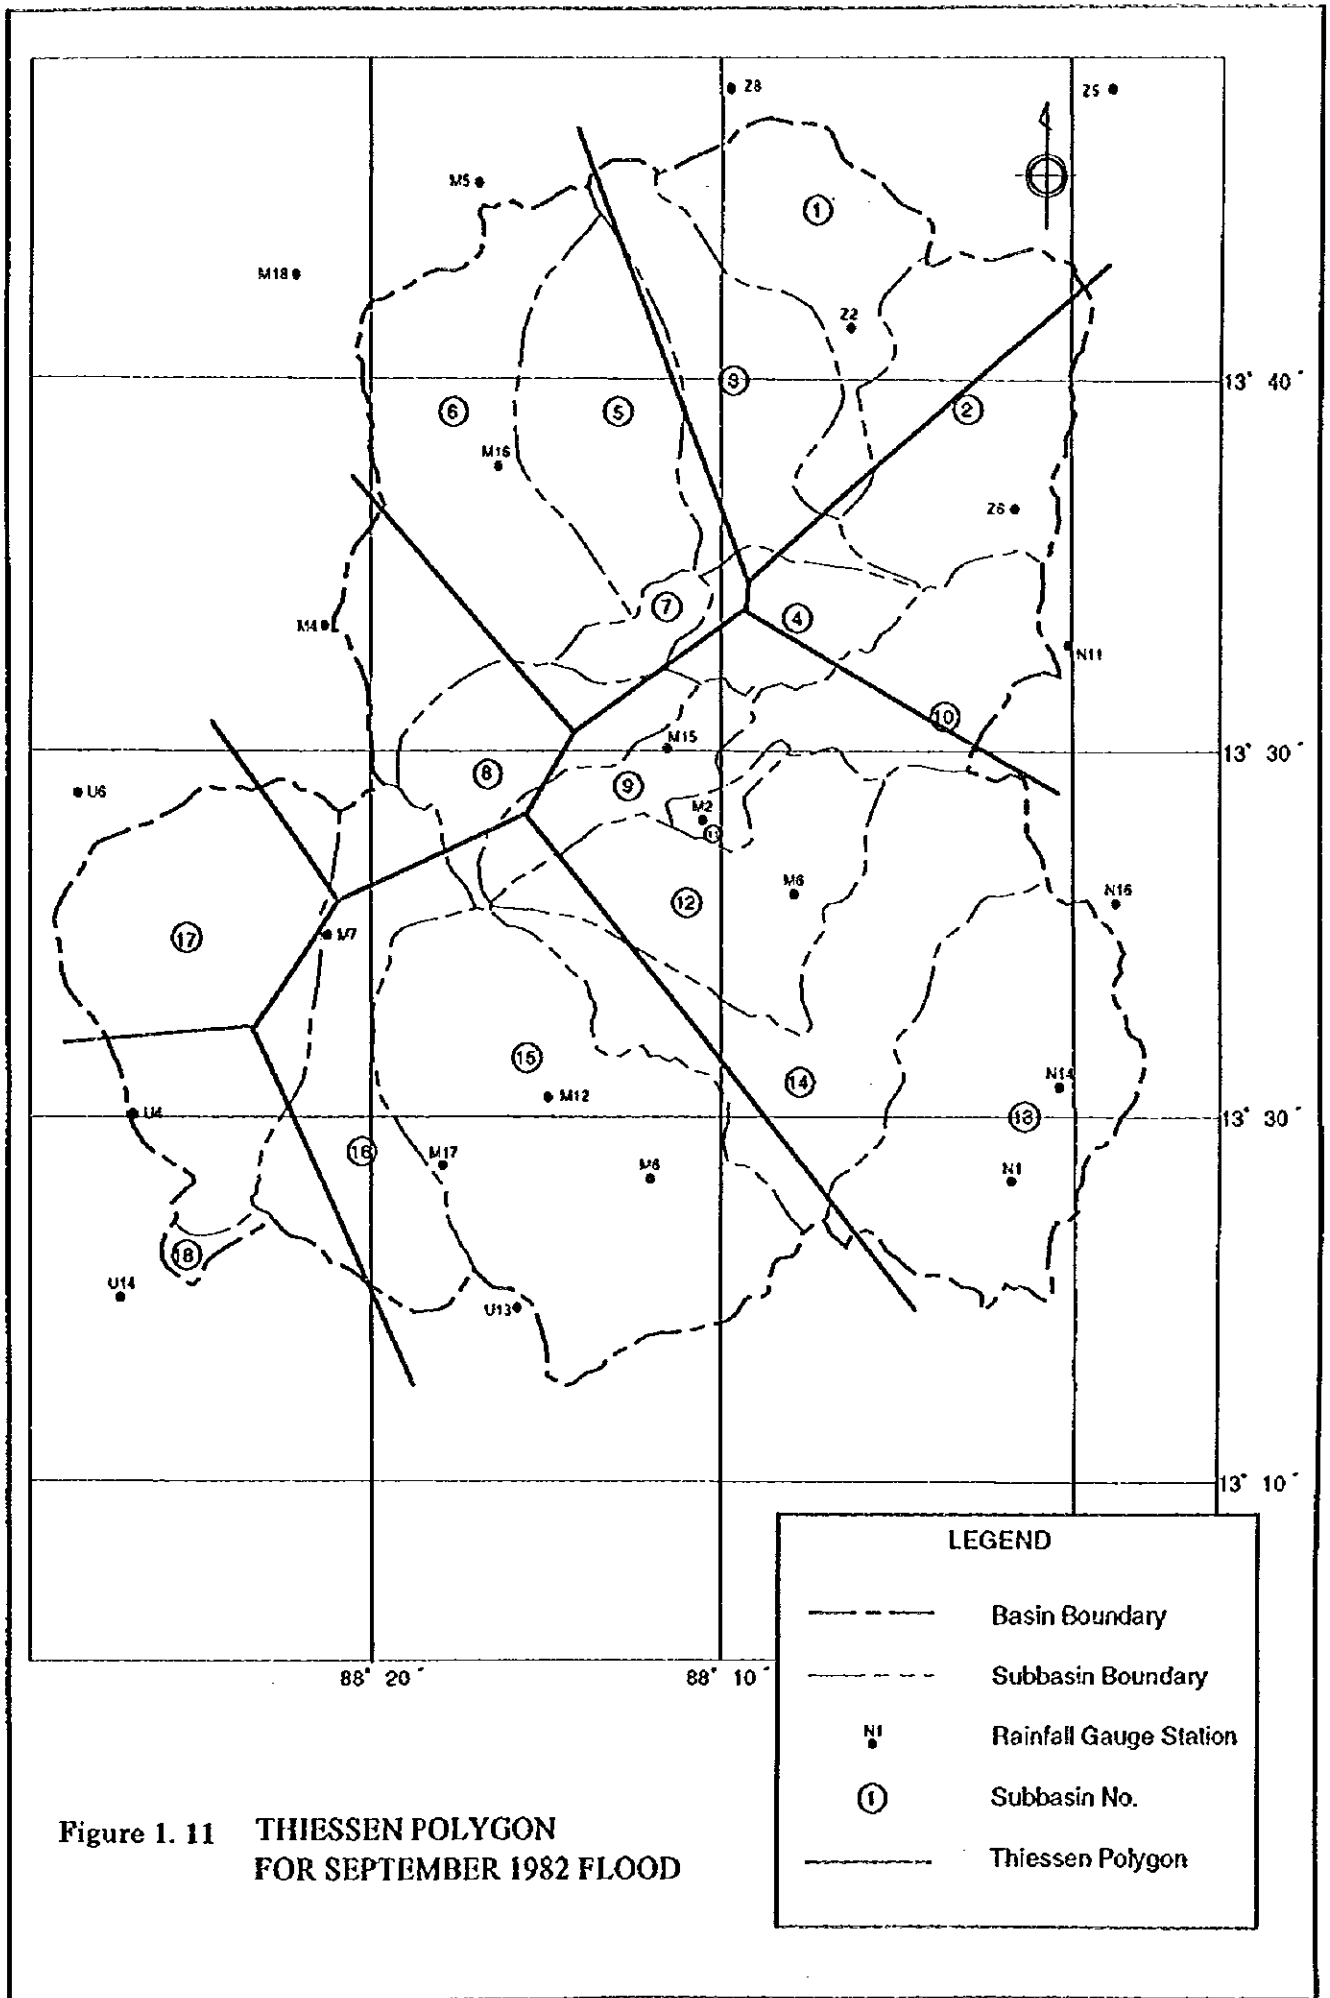 Z8
Z5
M5
1
M18
Z2
3
13° 40´
6
5
2
M16
Z6
7
4
M4
N11
10
M15
13° 30´
8
9
U6
M2
11
M6
N16
12
17
M7
15
14
N14
M12
U4
13
13° 30´
16
M17
M8
N1
18
U14
U13
13° 10´
88° 20´
88° 10´
LEGEND
Basin Boundary
Subbasin Boundary
N1
Rainfall Gauge Station
1
Subbasin No.
Thiessen Polygon
Figure 1. 11 THIESSEN POLYGON
FOR SEPTEMBER 1982 FLOOD